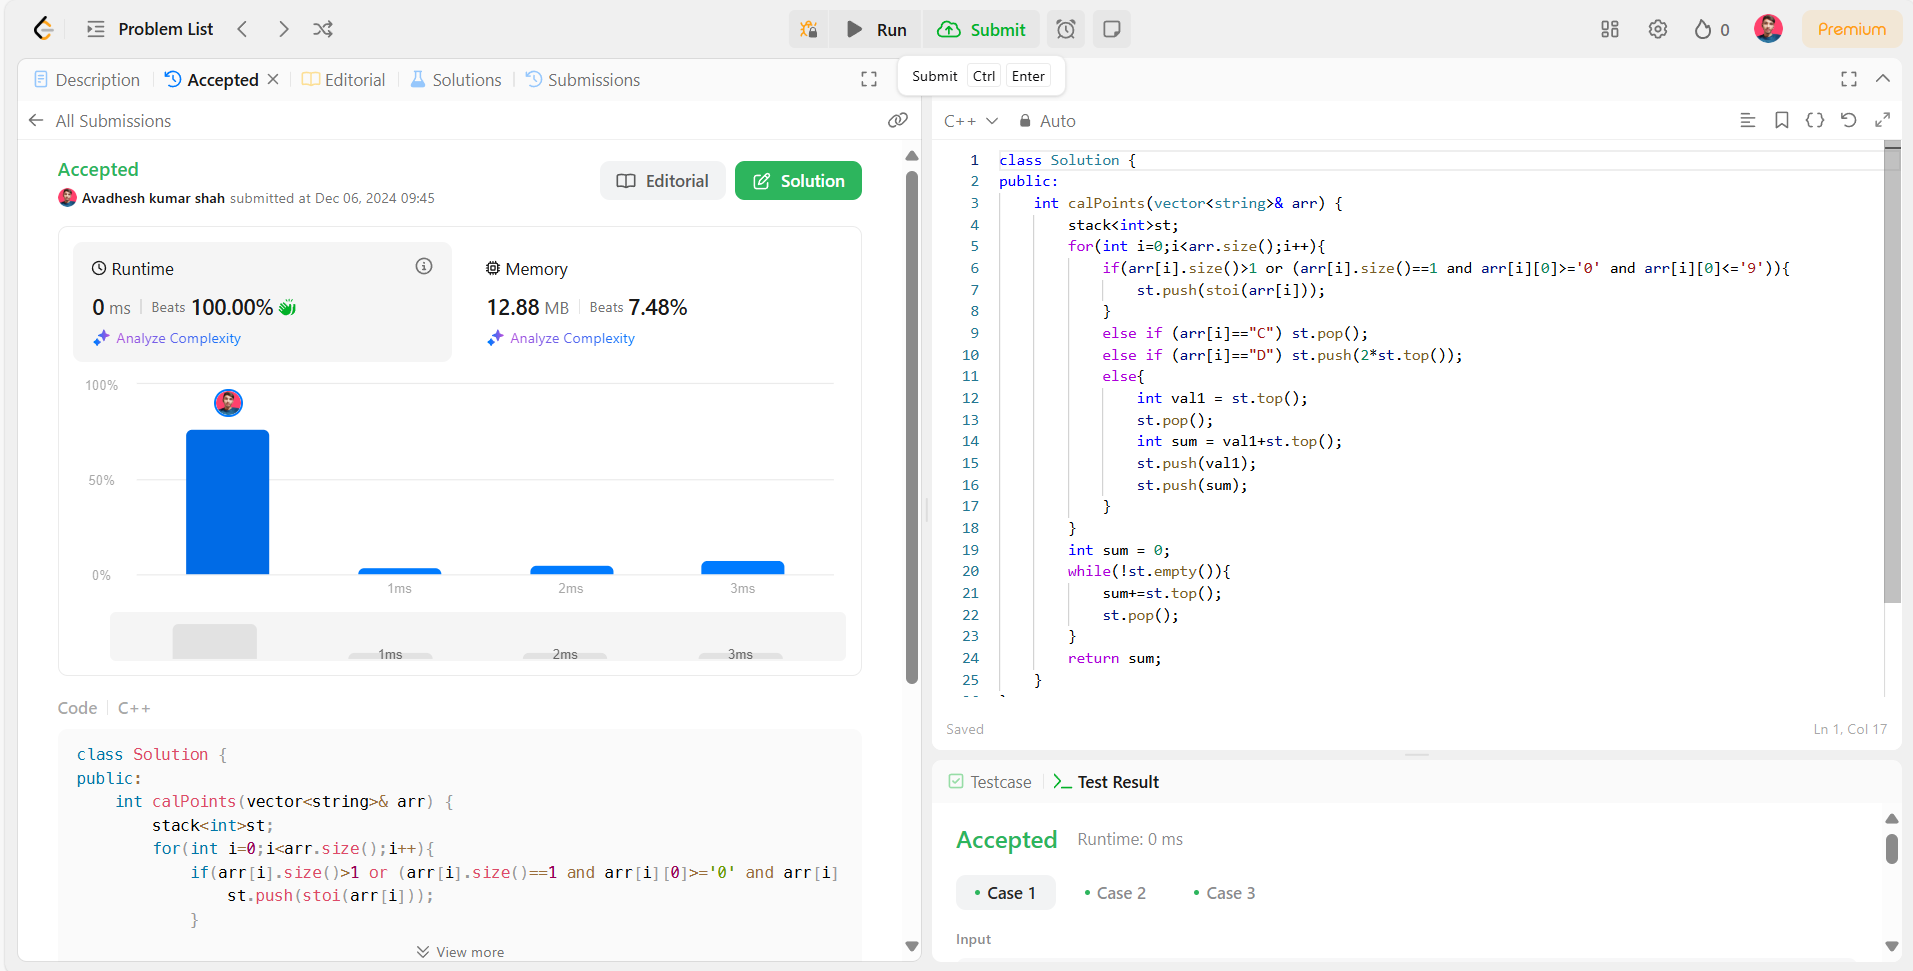 Problem List
Run
Submit
0
Premium
Description
Accepted
Editorial
Solutions
Submissions
Submit Ctrl Enter
All Submissions
Accepted
Avadhesh kumar shah submitted at Dec 06, 2024 09:45
Editorial
Solution
Runtime
0 ms | Beats 100.00%
Analyze Complexity
Memory
12.88 MB | Beats 7.48%
Analyze Complexity
100%
50%
0%
1ms 2ms 3ms
1ms 2ms 3ms
Code | C++
class Solution {
public:
    int calPoints(vector<string>& arr) {
        stack<int>st;
        for(int i=0;i<arr.size();i++){
            if(arr[i].size()>1 or (arr[i].size()==1 and arr[i][0]>='0' and arr[i]
                st.push(stoi(arr[i]));
            }
View more
C++
Auto
1 class Solution {
2 public:
3     int calPoints(vector<string>& arr) {
4         stack<int>st;
5         for(int i=0;i<arr.size();i++){
6             if(arr[i].size()>1 or (arr[i].size()==1 and arr[i][0]>='0' and arr[i][0]<='9')){
7                 st.push(stoi(arr[i]));
8             }
9             else if (arr[i]=="C") st.pop();
10             else if (arr[i]=="D") st.push(2*st.top());
11             else{
12                 int val1 = st.top();
13                 st.pop();
14                 int sum = val1+st.top();
15                 st.push(val1);
16                 st.push(sum);
17             }
18         }
19         int sum = 0;
20         while(!st.empty()){
21             sum+=st.top();
22             st.pop();
23         }
24         return sum;
25     }
Saved
Ln 1, Col 17
Testcase
Test Result
Accepted
Runtime: 0 ms
Case 1
Case 2
Case 3
Input